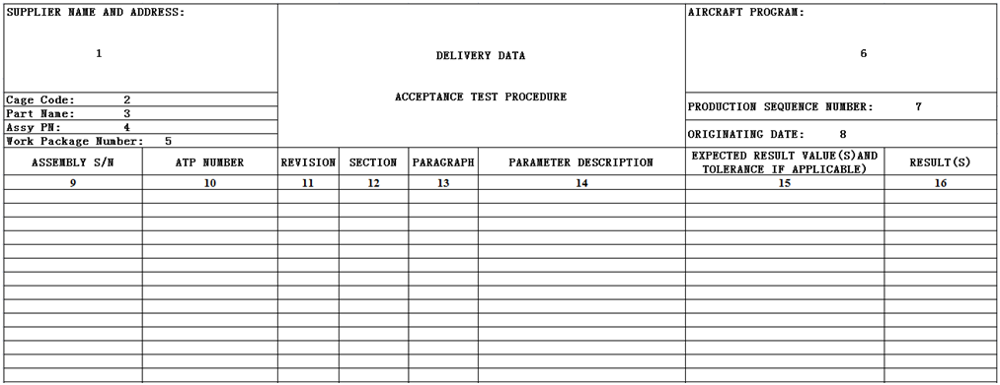 SUPPLIER NAME AND ADDRESS:
1
Cage Code: 2
Part Name: 3
Assy PN: 4
Work Package Number: 5
DELIVERY DATA
ACCEPTANCE TEST PROCEDURE
AIRCRAFT PROGRAM:
6
PRODUCTION SEQUENCE NUMBER: 7
ORIGINATING DATE: 8
ASSEMBLY S/N ATP NUMBER REVISION SECTION PARAGRAPH PARAMETER DESCRIPTION EXPECTED RESULT VALUE(S)AND
TOLERANCE IF APPLICABLE) RESULT(S)
9 10 11 12 13 14 15 16